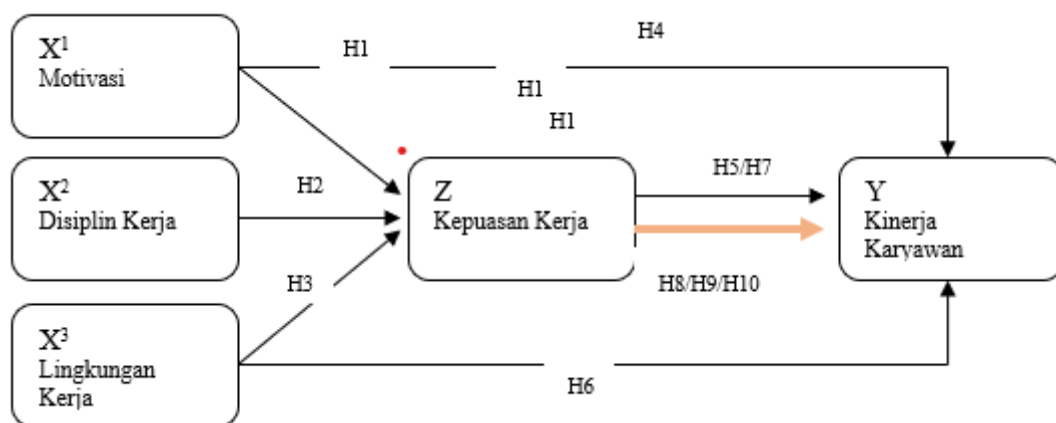 X¹
Motivasi
H1
H4
H1
H1
X²
Disiplin Kerja
H2
Z
Kepuasan Kerja
H5/H7
Y
Kinerja
Karyawan
H3
H8/H9/H10
X³
Lingkungan
Kerja
H6